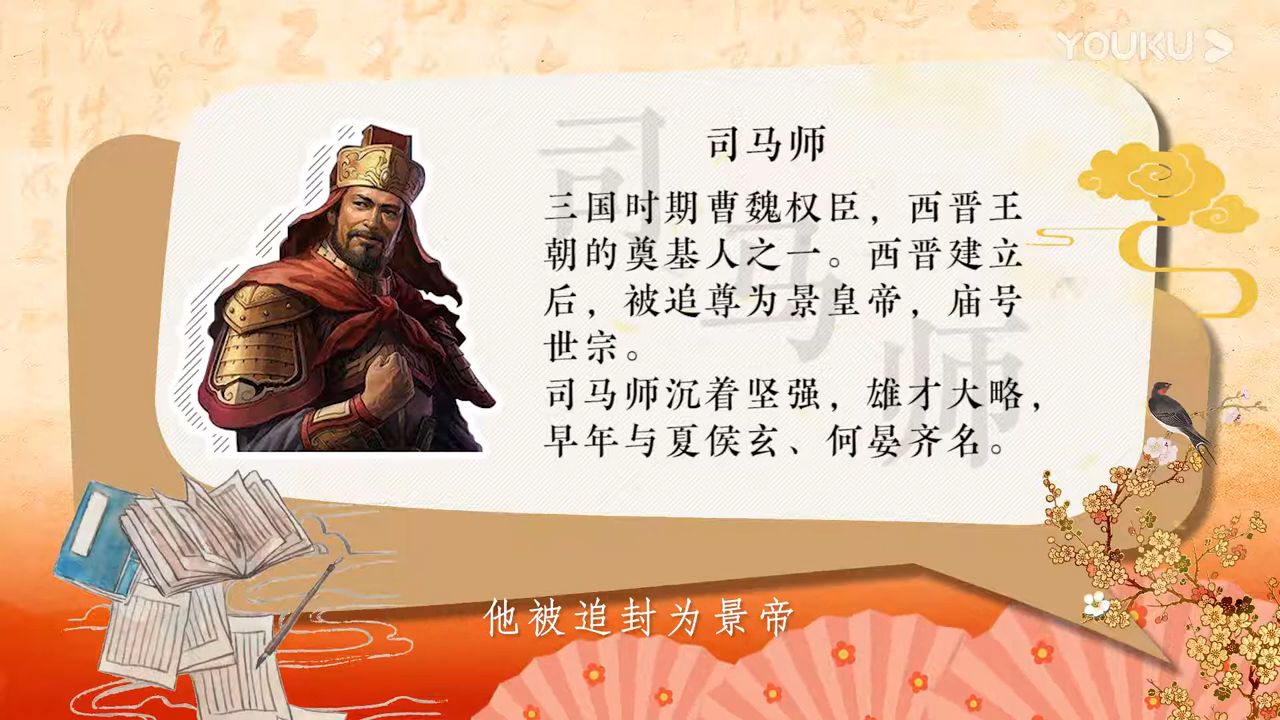 YOUKU
司马师
司马师
三国时期曹魏权臣，西晋王
朝的奠基人之一。西晋建立
后，被追尊为景皇帝，庙号
世宗。
司马师沉着坚强，雄才大略，
早年与夏侯玄、何晏齐名。
他被追封为景帝